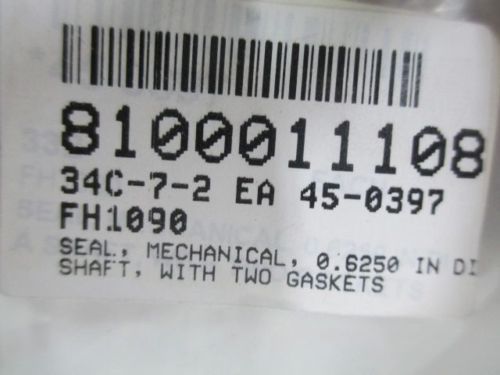 8100011108
34C-7-2 EA 45-0397
FH1090
SEAL, MECHANICAL, 0.6250 IN DI
SHAFT, WITH TWO GASKETS